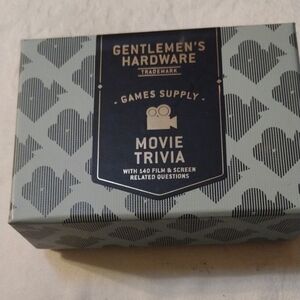 GENTLEMEN'S
HARDWARE
TRADEMARK
· GAMES SUPPLY ·
MOVIE
TRIVIA
WITH 140 FILM & SCREEN
RELATED QUESTIONS